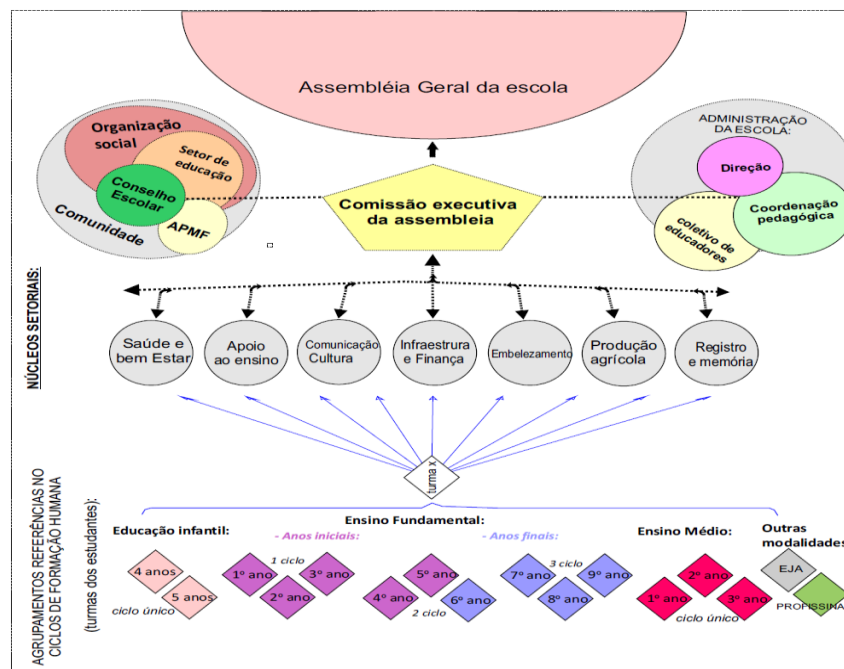 Assembléia Geral da escola
Organização
social
Setor de
educação
Conselho
Escolar
APMF
Comunidade
Comissão executiva
da assembleia
ADMINISTRAÇÃO
DA ESCOLA:
Direção
Coordenação
pedagógica
coletivo de
educadores
NÚCLEOS SETORIAIS:
Saúde e
bem Estar
Apoio
ao ensino
Comunicação
Cultura
Infraestrura
e Finança
Embelezamento
Produção
agrícola
Registro
e memória
turma x
AGRUPAMENTOS REFERÊNCIAS NO
CICLOS DE FORMAÇÃO HUMANA
(turmas dos estudantes):
Educação infantil:
4 anos
5 anos
ciclo único
Ensino Fundamental:
- Anos iniciais:
- Anos finais:
1 ciclo
1º ano
2º ano
3º ano
4º ano
5º ano
6º ano
2 ciclo
3 ciclo
7º ano
8º ano
9º ano
Ensino Médio:
1º ano
2º ano
3º ano
ciclo único
Outras
modalidades:
EJA
PROFISSINA